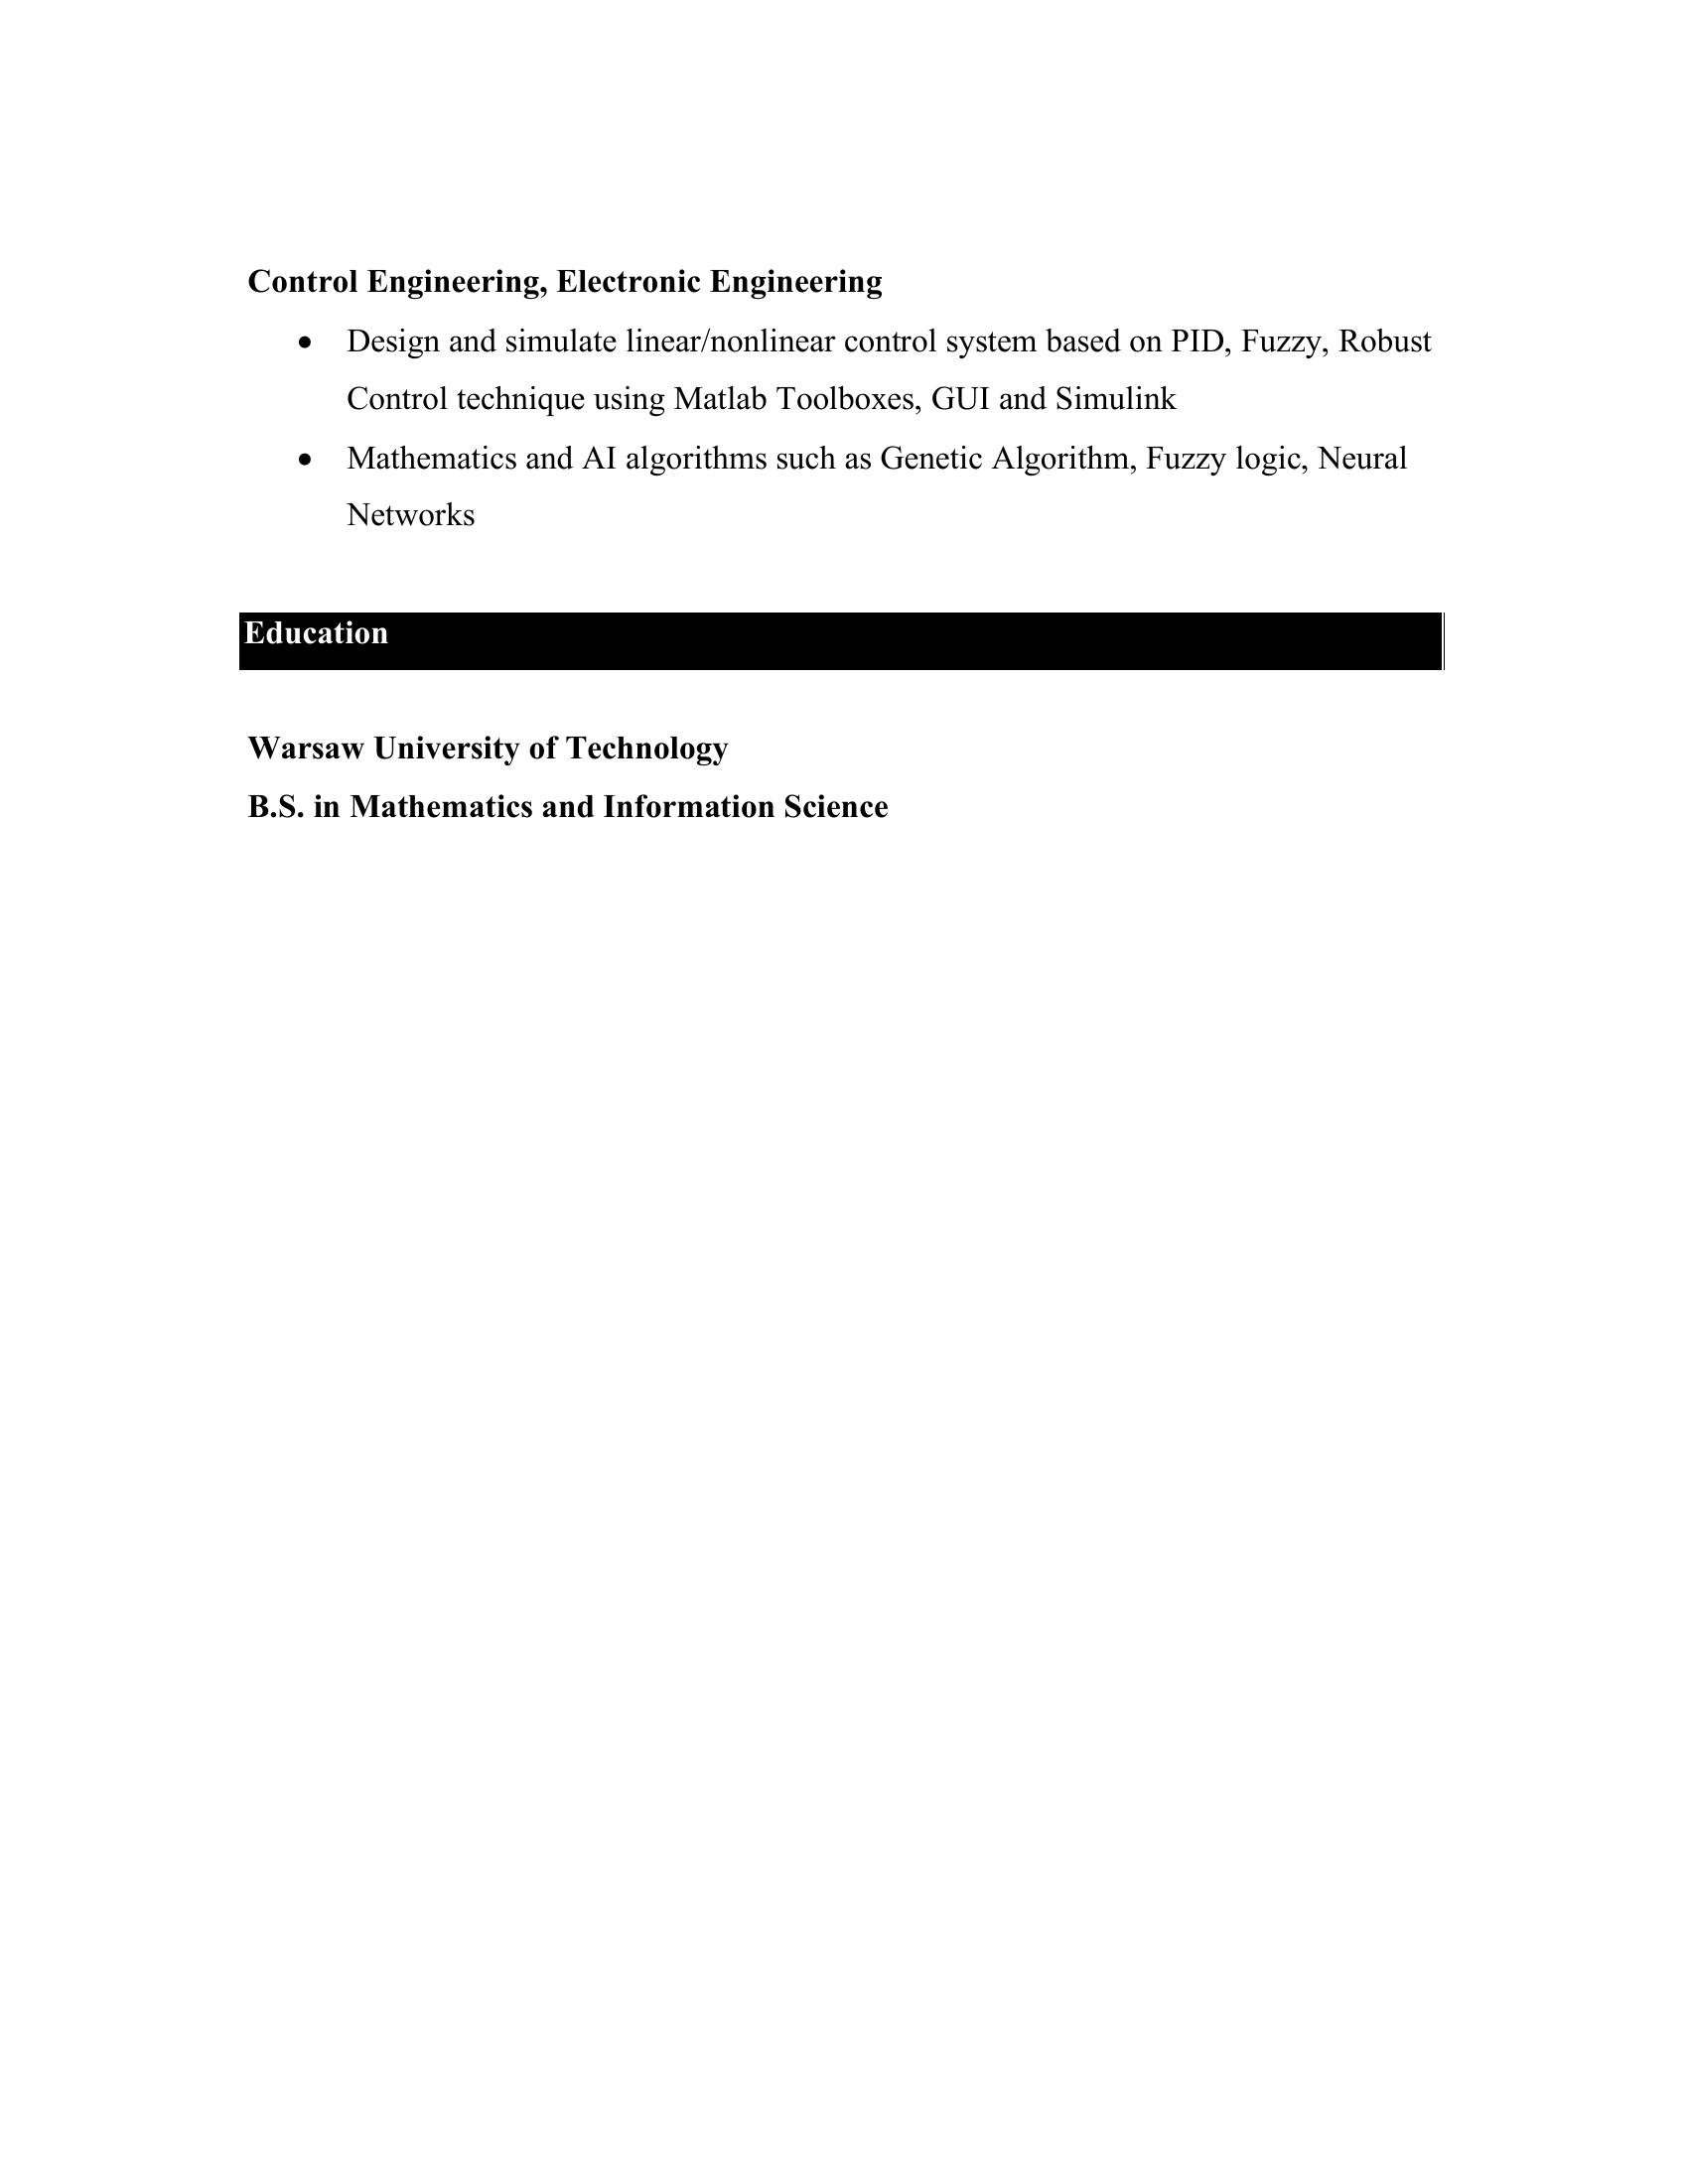 Control Engineering, Electronic Engineering
• Design and simulate linear/nonlinear control system based on PID, Fuzzy, Robust
Control technique using Matlab Toolboxes, GUI and Simulink
• Mathematics and AI algorithms such as Genetic Algorithm, Fuzzy logic, Neural
Networks
Education
Warsaw University of Technology
B.S. in Mathematics and Information Science